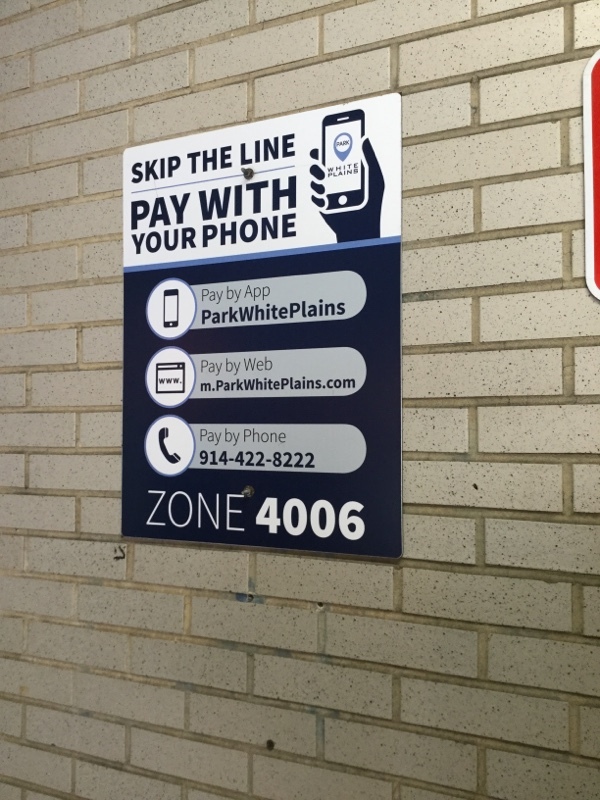 SKIP THE LINE
PAY WITH
YOUR PHONE
PARK
WHITE
PLAINS
Pay by App
ParkWhitePlains
www.
Pay by Web
m.ParkWhitePlains.com
Pay by Phone
914-422-8222
ZONE 4006